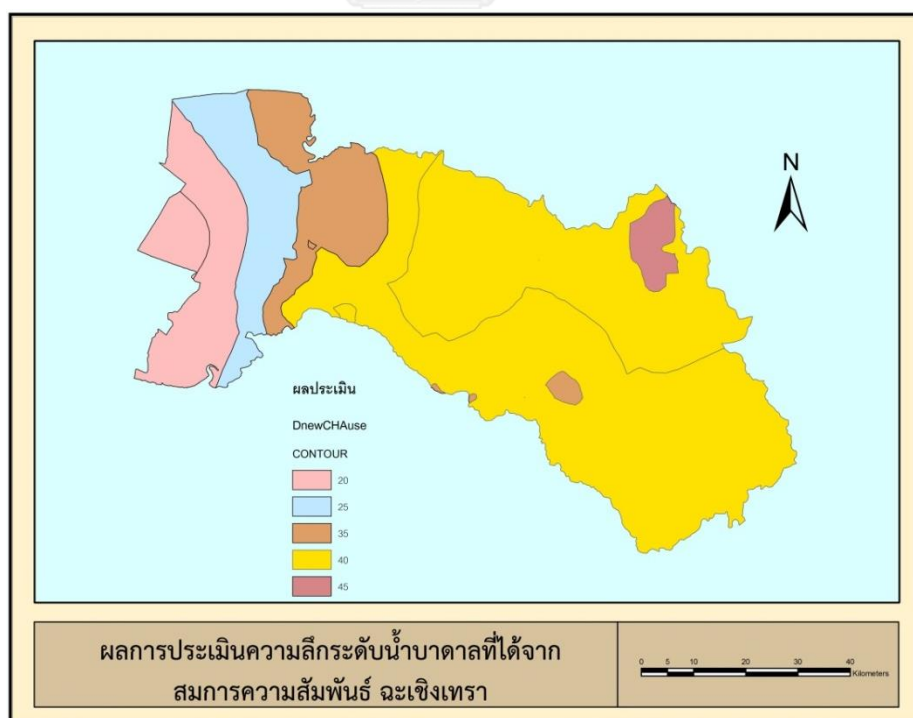 N
ผลประเมิน
DnewCHAuse
CONTOUR
20
25
35
40
45
ผลการประเมินความลึกระดับน้ำบาดาลที่ได้จาก
สมการความสัมพันธ์ ฉะเชิงเทรา
0 5 10 20 30 40
Kilometers